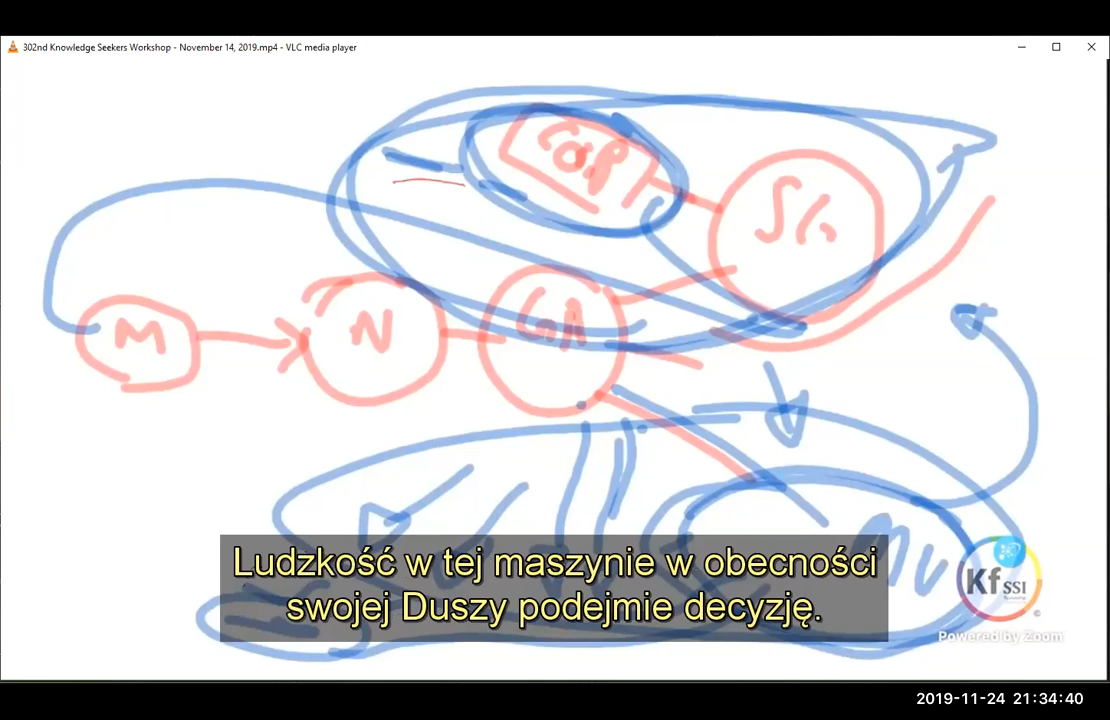 302nd Knowledge Seekers Workshop - November 14, 2019.mp4 - VLC media player
M
N
GA
Ludzkość w tej maszynie w obecności
swojej Duszy podejmie decyzję.
Kf SSI
©
Powered by Zoom
2019-11-24 21:34:40